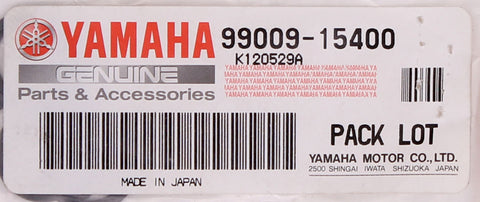 YAMAHA 99009-15400
K120529A
GENUINE
Parts & Accessories
PACK LOT
YAMAHA MOTOR CO., LTD.
2500 SHINGAI IWATA SHIZUOKA JAPAN
MADE IN JAPAN